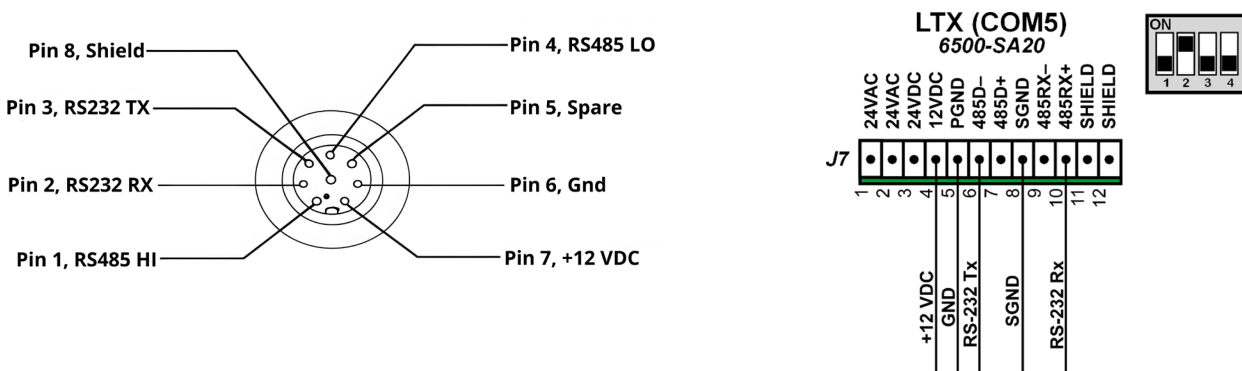 Pin 8, Shield
Pin 3, RS232 TX
Pin 2, RS232 RX
Pin 1, RS485 HI
Pin 4, RS485 LO
Pin 5, Spare
Pin 6, Gnd
Pin 7, +12 VDC
LTX (COM5)
6500-SA20
24VAC
24VAC
24VDC
12VDC
PGND
485D–
485D+
SGND
485RX–
485RX+
SHIELD
SHIELD
J7
1
2
3
4
5
6
7
8
9
10
11
12
+12 VDC
GND
RS-232 Tx
SGND
RS-232 Rx
ON
1 2 3 4